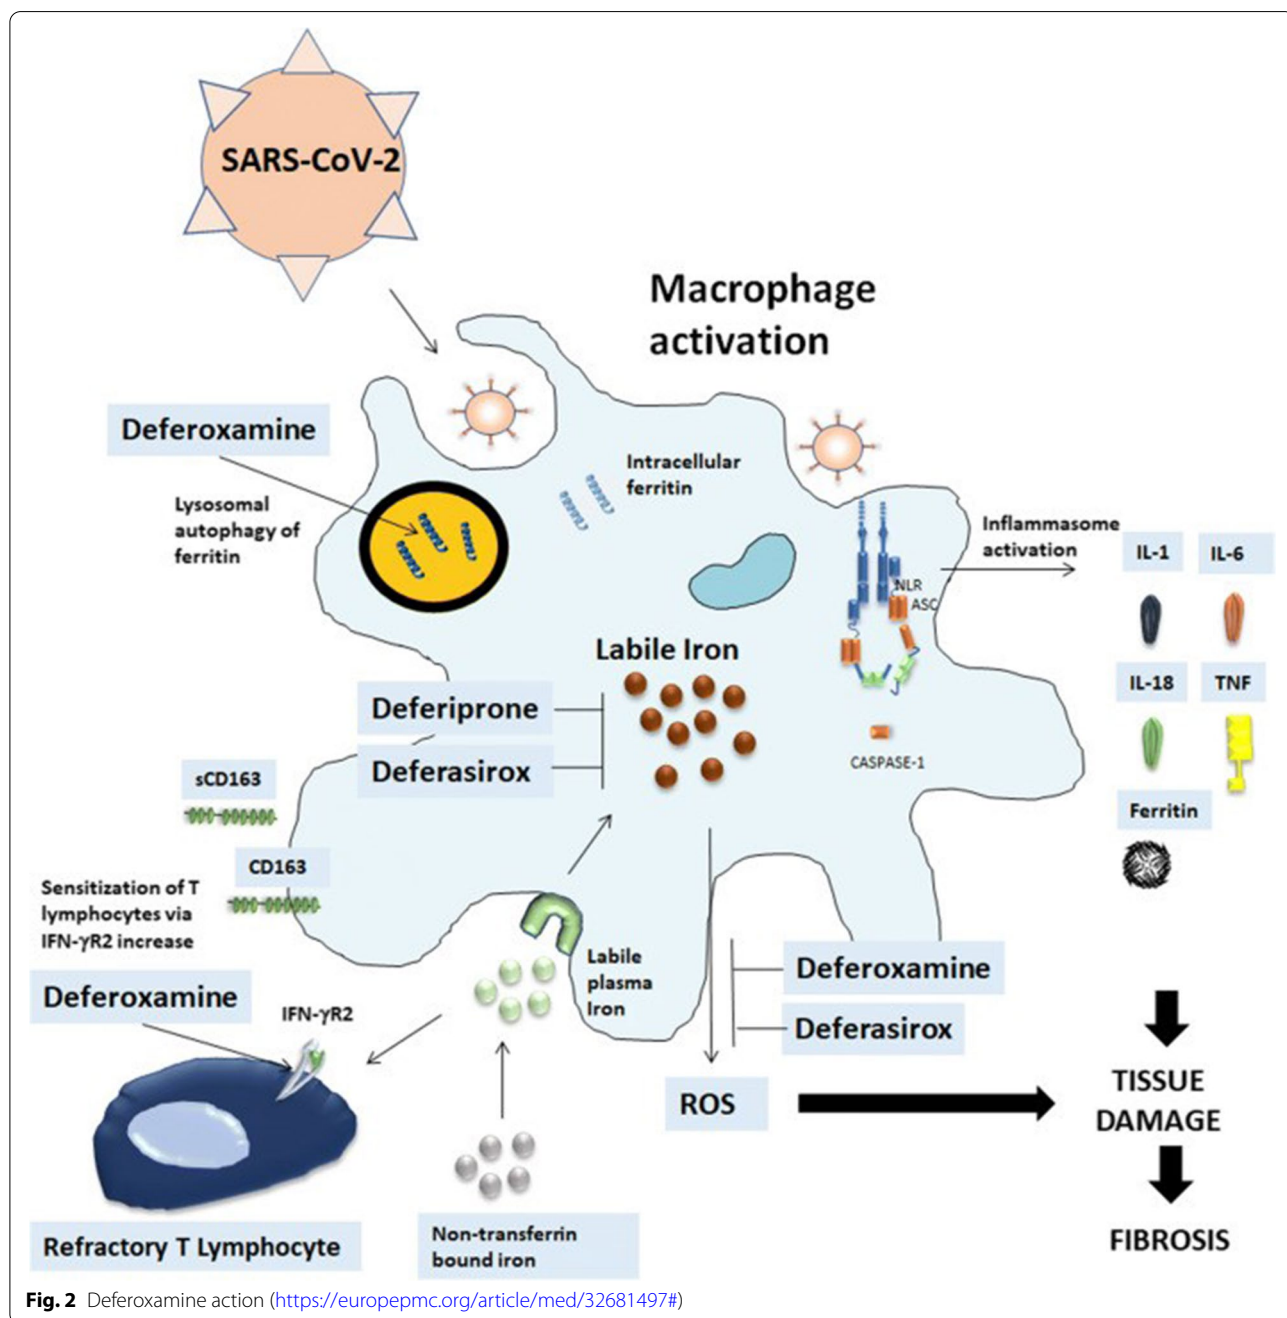 SARS-CoV-2
Macrophage
activation
Deferoxamine
Lysosomal
autophagy of
ferritin
Intracellular
ferritin
Inflammasome
activation
IL-1
IL-6
NLR
ASC
IL-18
TNF
Labile Iron
Deferiprone
Deferasirox
CASPASE-1
Ferritin
sCD163
CD163
Sensitization of T
lymphocytes via
IFN-γR2 increase
Labile
plasma
Iron
Deferoxamine
IFN-γR2
Deferoxamine
Deferasirox
ROS
TISSUE
DAMAGE
FIBROSIS
Refractory T Lymphocyte
Non-transferrin
bound iron
Fig. 2 Deferoxamine action (https://europepmc.org/article/med/32681497#)